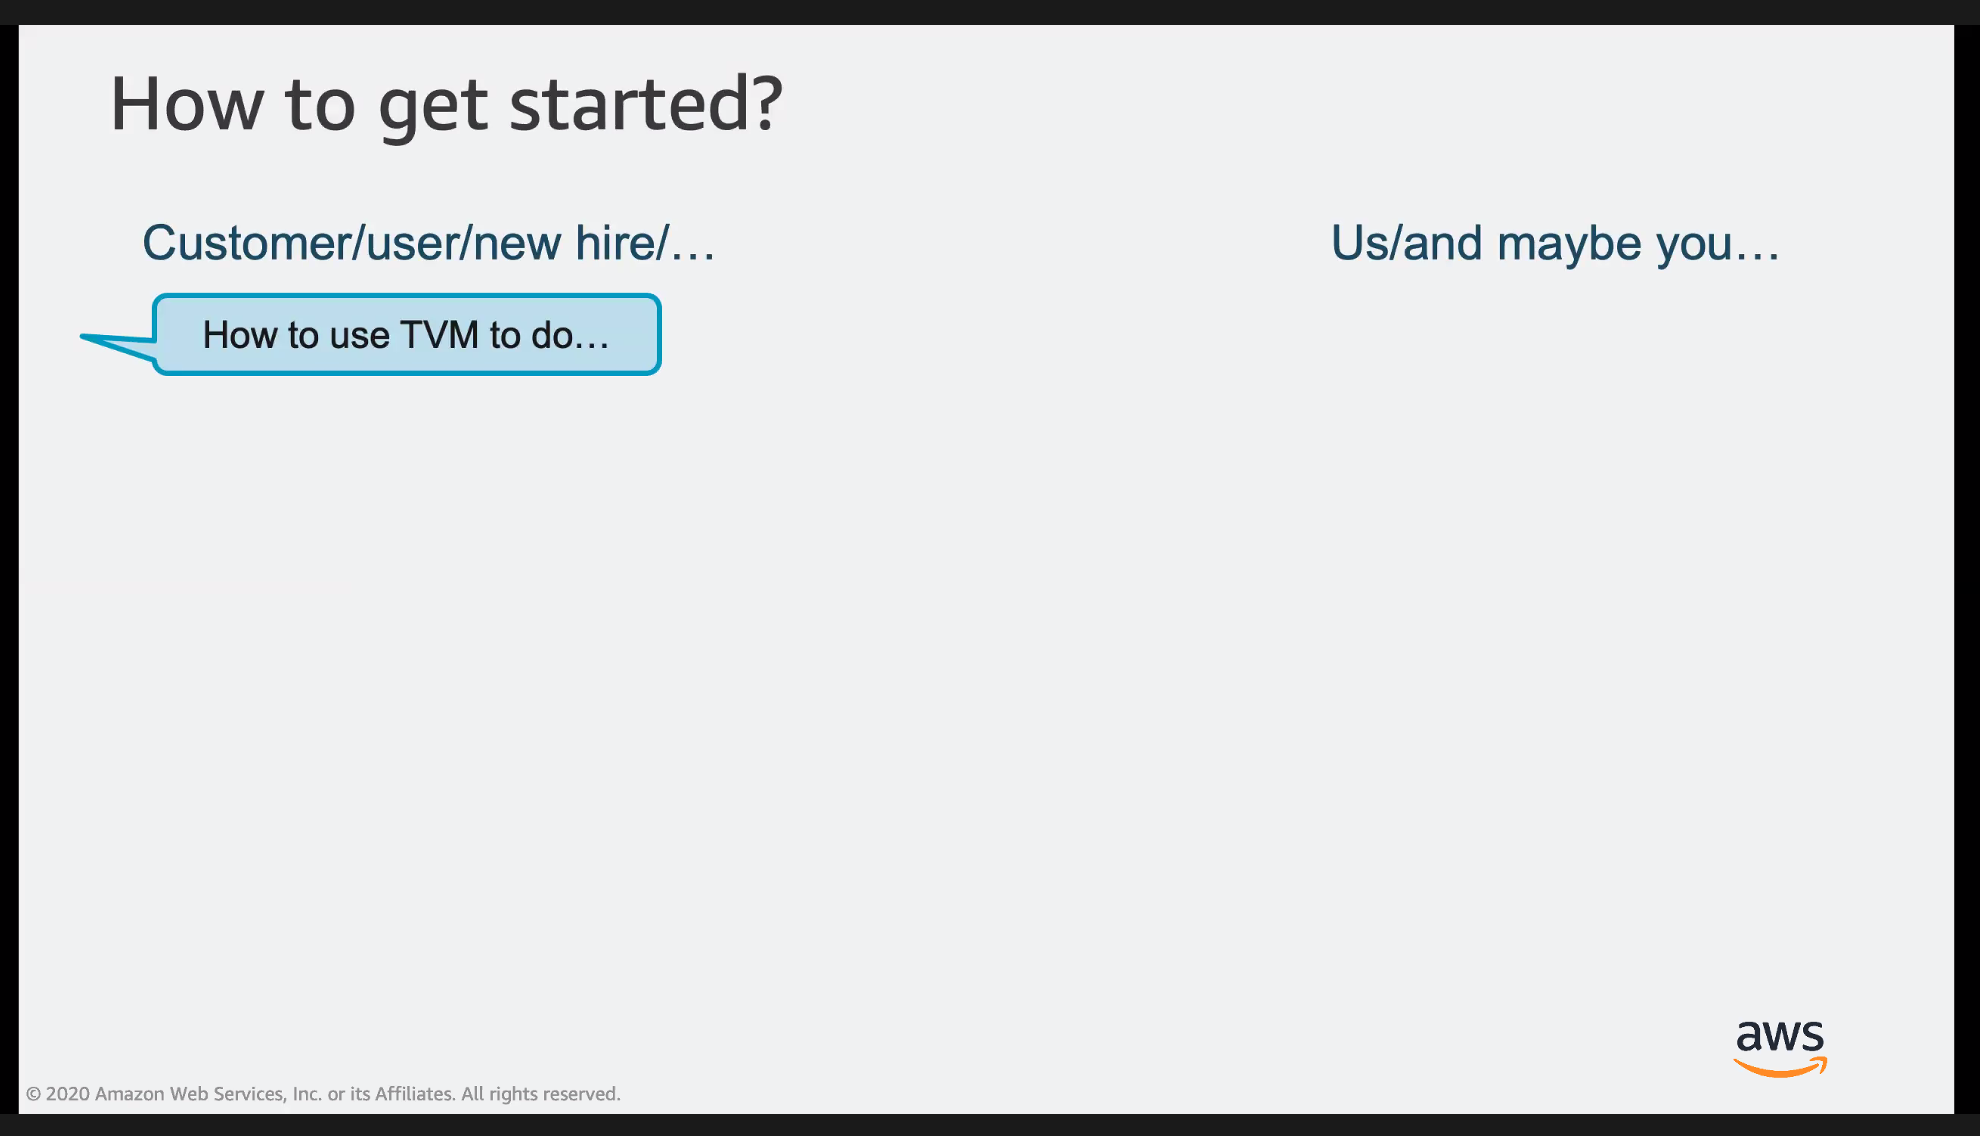 How to get started?
Customer/user/new hire/…
Us/and maybe you…
How to use TVM to do…
aws
© 2020 Amazon Web Services, Inc. or its Affiliates. All rights reserved.